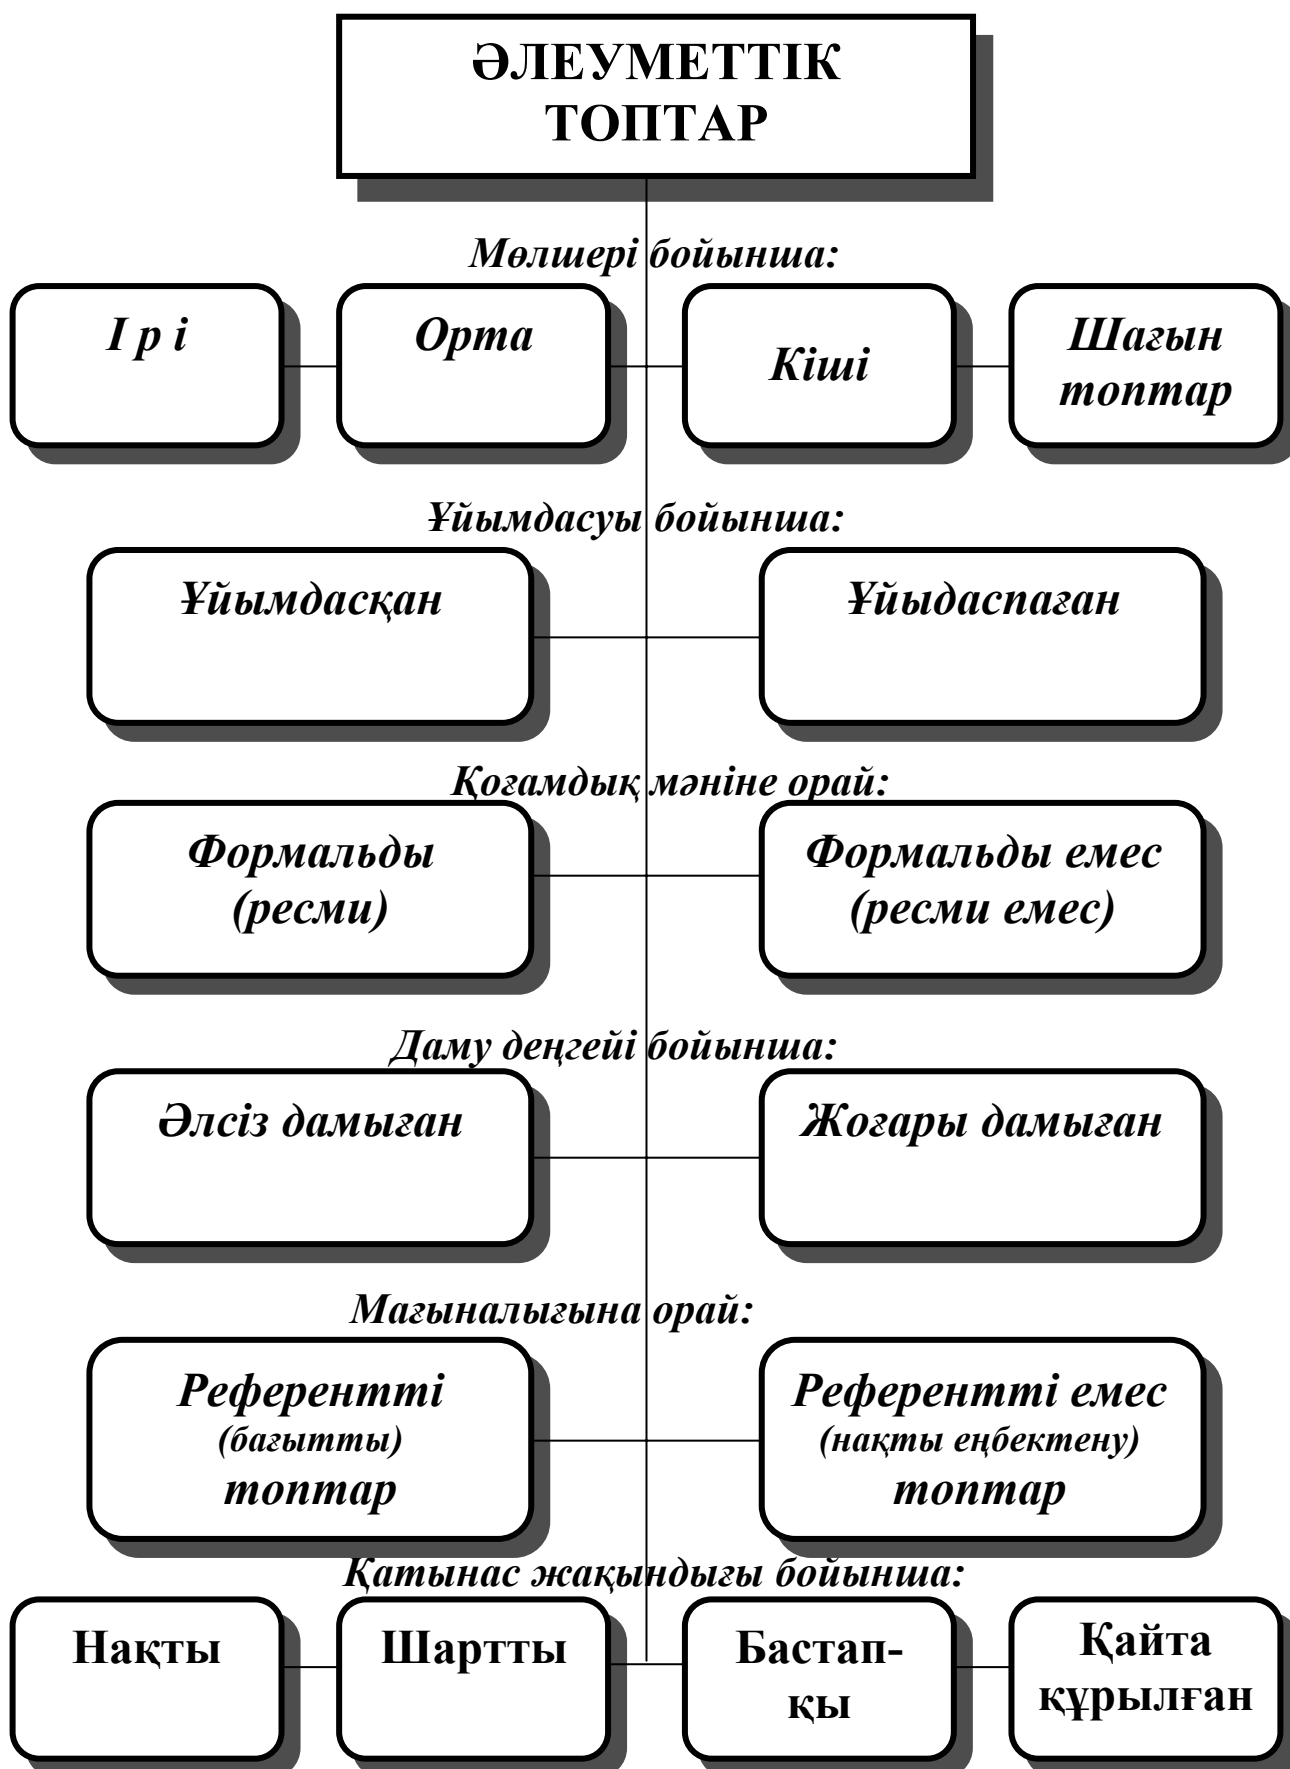 ӘЛЕУМЕТТІК
ТОПТАР
Мөлшері бойынша:
І р і
Орта
Кіші
Шағын
топтар
Ұйымдасуы бойынша:
Ұйымдасқан
Ұйыдаспаған
Қоғамдық мәніне орай:
Формальды
(ресми)
Формальды емес
(ресми емес)
Даму деңгейі бойынша:
Әлсіз дамыған
Жоғары дамыған
Мағыналығына орай:
Референтті
(бағытты)
топтар
Референтті емес
(нақты еңбектену)
топтар
Қатынас жақындығы бойынша:
Нақты
Шартты
Бастап-
қы
Қайта
құрылған